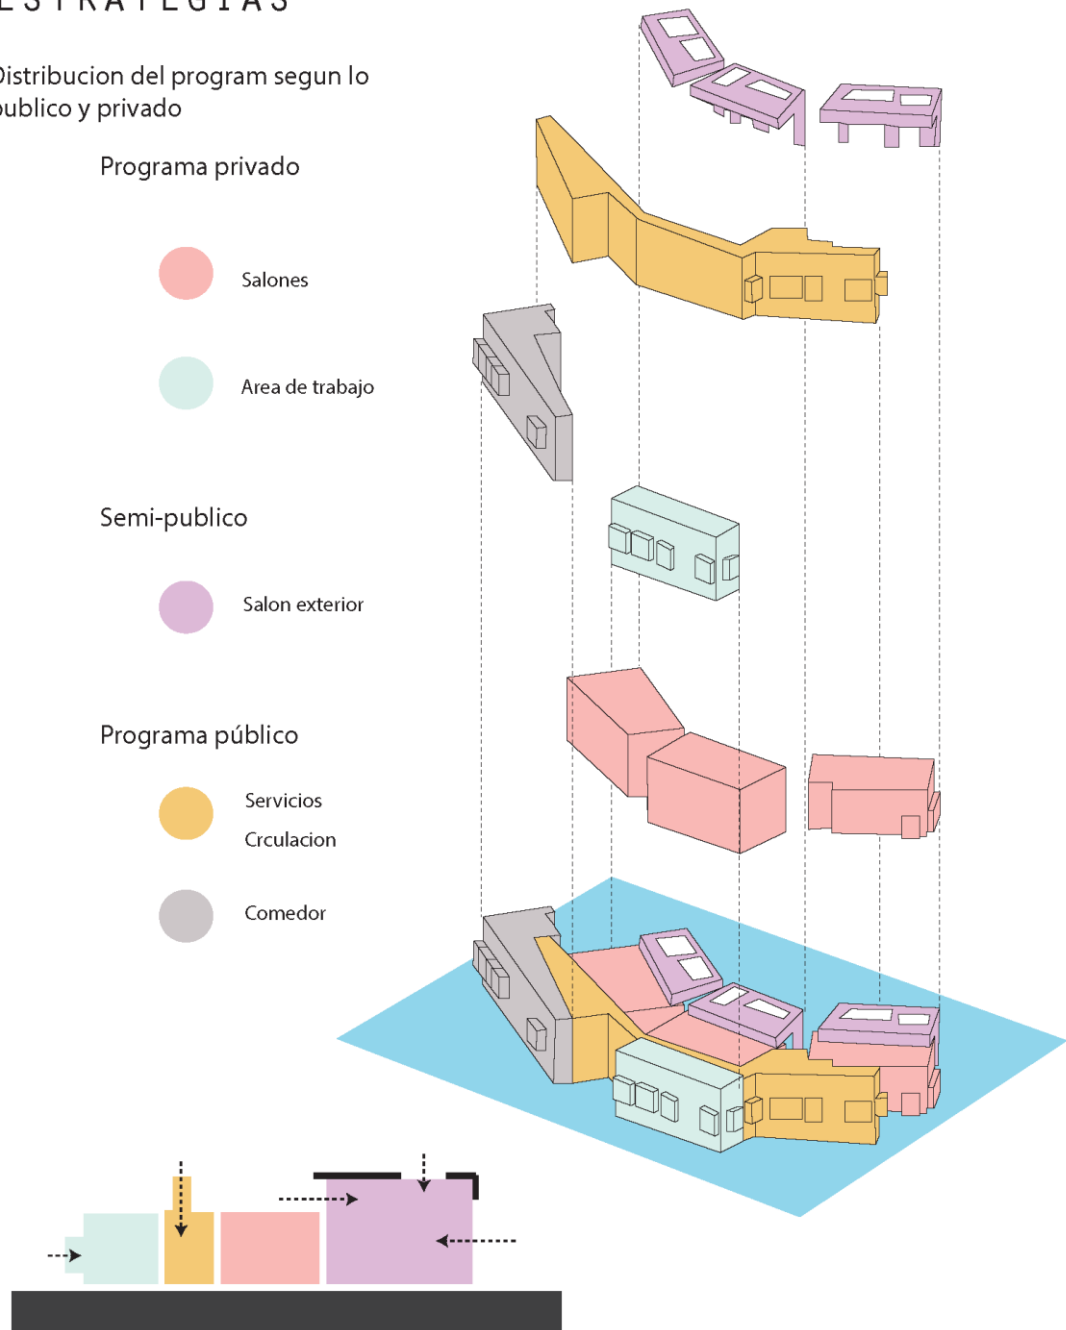 ESTRATEGIAS
Distribucion del program segun lo
publico y privado
Programa privado
Salones
Area de trabajo
Semi-publico
Salon exterior
Programa público
Servicios
Crculacion
Comedor